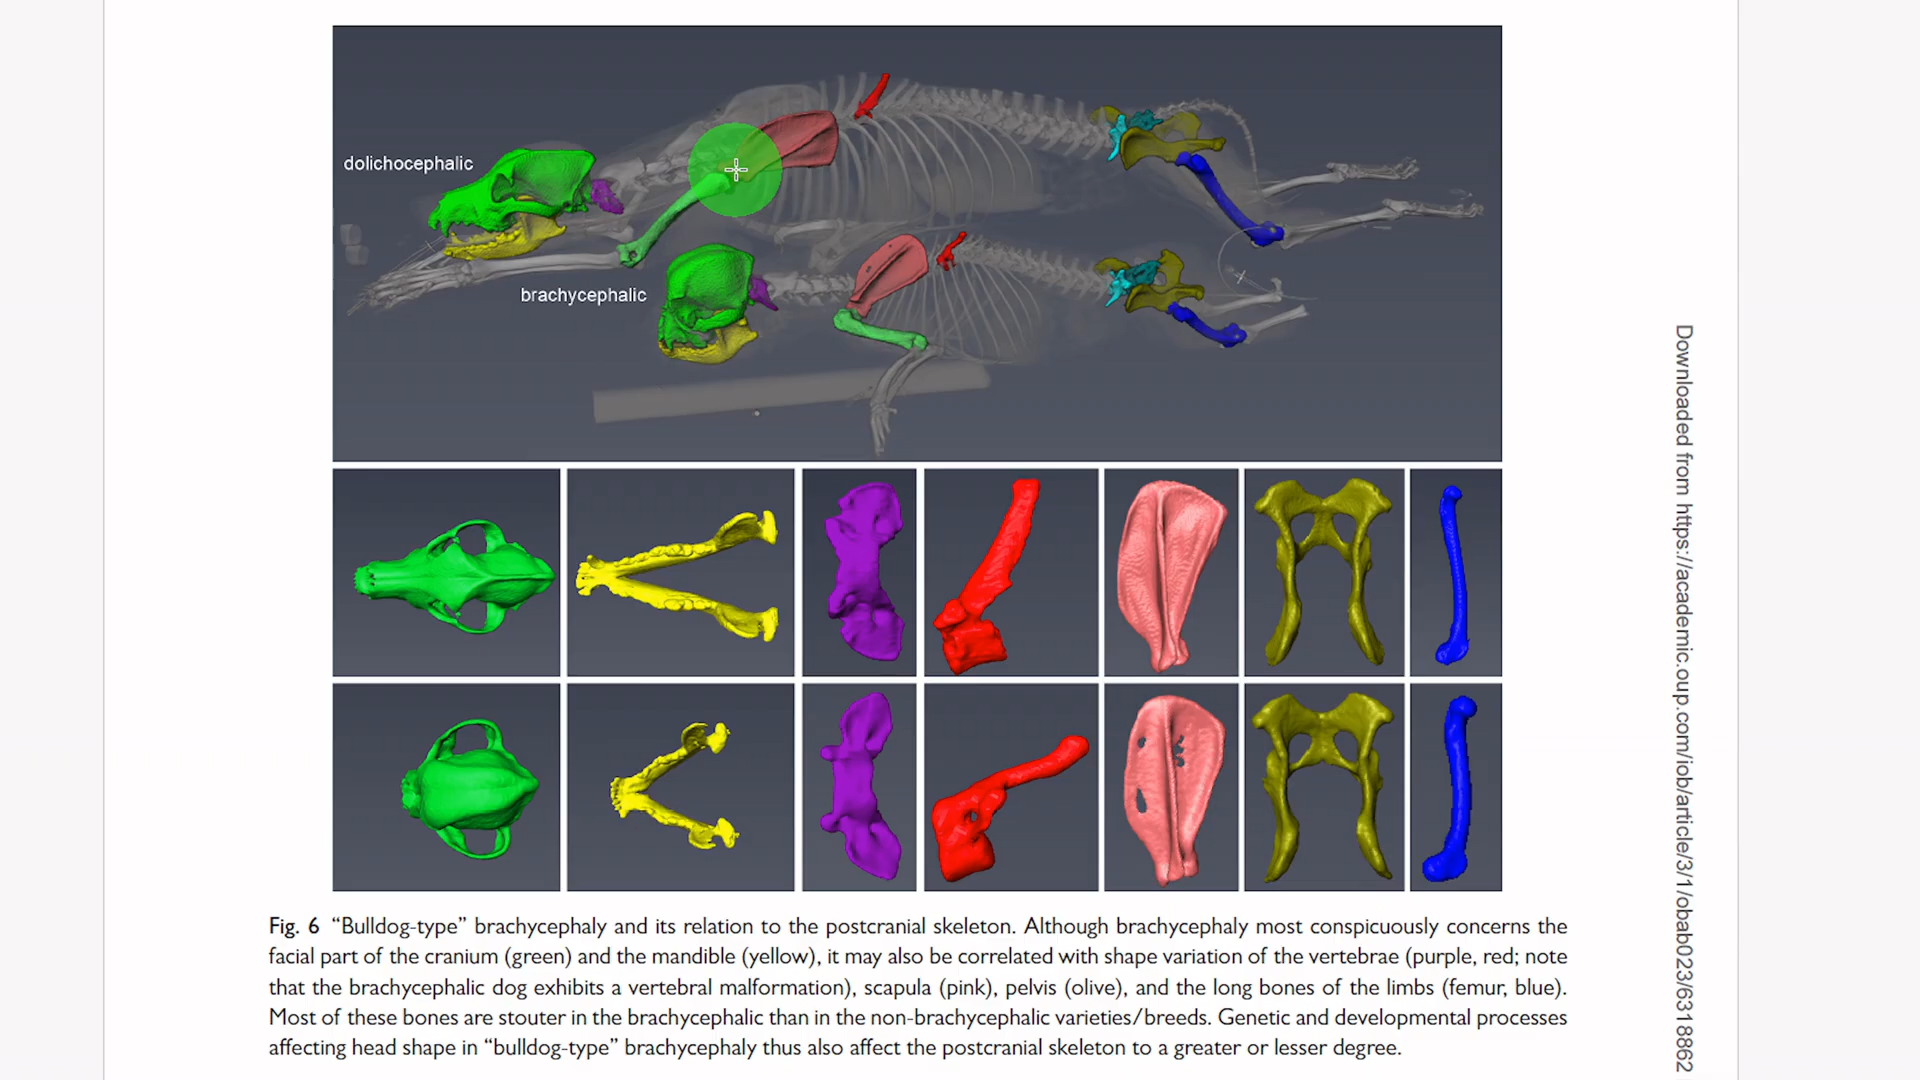 dolichocephalic
brachycephalic
Fig. 6 “Bulldog-type” brachycephaly and its relation to the postcranial skeleton. Although brachycephaly most conspicuously concerns the
facial part of the cranium (green) and the mandible (yellow), it may also be correlated with shape variation of the vertebrae (purple, red; note
that the brachycephalic dog exhibits a vertebral malformation), scapula (pink), pelvis (olive), and the long bones of the limbs (femur, blue).
Most of these bones are stouter in the brachycephalic than in the non-brachycephalic varieties/breeds. Genetic and developmental processes
affecting head shape in “bulldog-type” brachycephaly thus also affect the postcranial skeleton to a greater or lesser degree.
Downloaded from https://academic.oup.com/iob/article/3/1/obab023/6318862